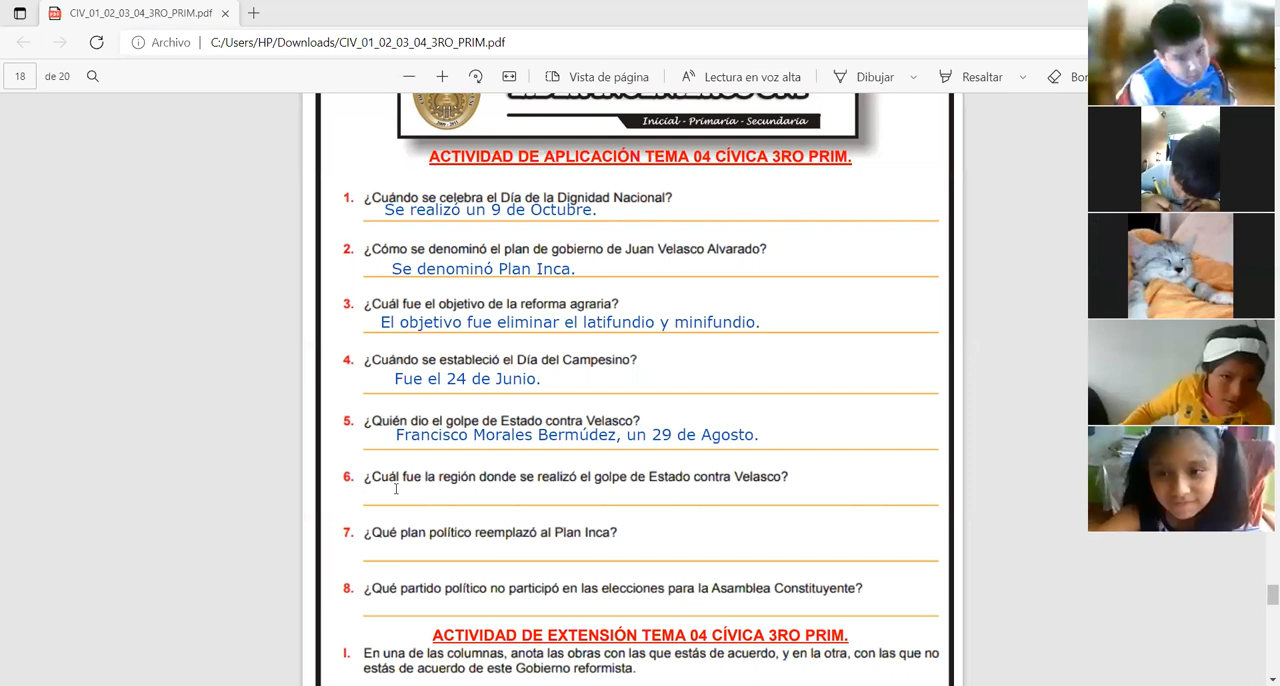 CIV_01_02_03_04_3RO_PRIM.pdf
Archivo | C:/Users/HP/Downloads/CIV_01_02_03_04_3RO_PRIM.pdf
18 de 20 Vista de página Lectura en voz alta Dibujar Resaltar
Inicial - Primaria - Secundaria
ACTIVIDAD DE APLICACIÓN TEMA 04 CÍVICA 3RO PRIM.
1. ¿Cuándo se celebra el Día de la Dignidad Nacional?
Se realizó un 9 de Octubre.
2. ¿Cómo se denominó el plan de gobierno de Juan Velasco Alvarado?
Se denominó Plan Inca.
3. ¿Cuál fue el objetivo de la reforma agraria?
El objetivo fue eliminar el latifundio y minifundio.
4. ¿Cuándo se estableció el Día del Campesino?
Fue el 24 de Junio.
5. ¿Quién dio el golpe de Estado contra Velasco?
Francisco Morales Bermúdez, un 29 de Agosto.
6. ¿Cuál fue la región donde se realizó el golpe de Estado contra Velasco?
7. ¿Qué plan político reemplazó al Plan Inca?
8. ¿Qué partido político no participó en las elecciones para la Asamblea Constituyente?
ACTIVIDAD DE EXTENSIÓN TEMA 04 CÍVICA 3RO PRIM.
I. En una de las columnas, anota las obras con las que estás de acuerdo, y en la otra, con las que no
estás de acuerdo de este Gobierno reformista.